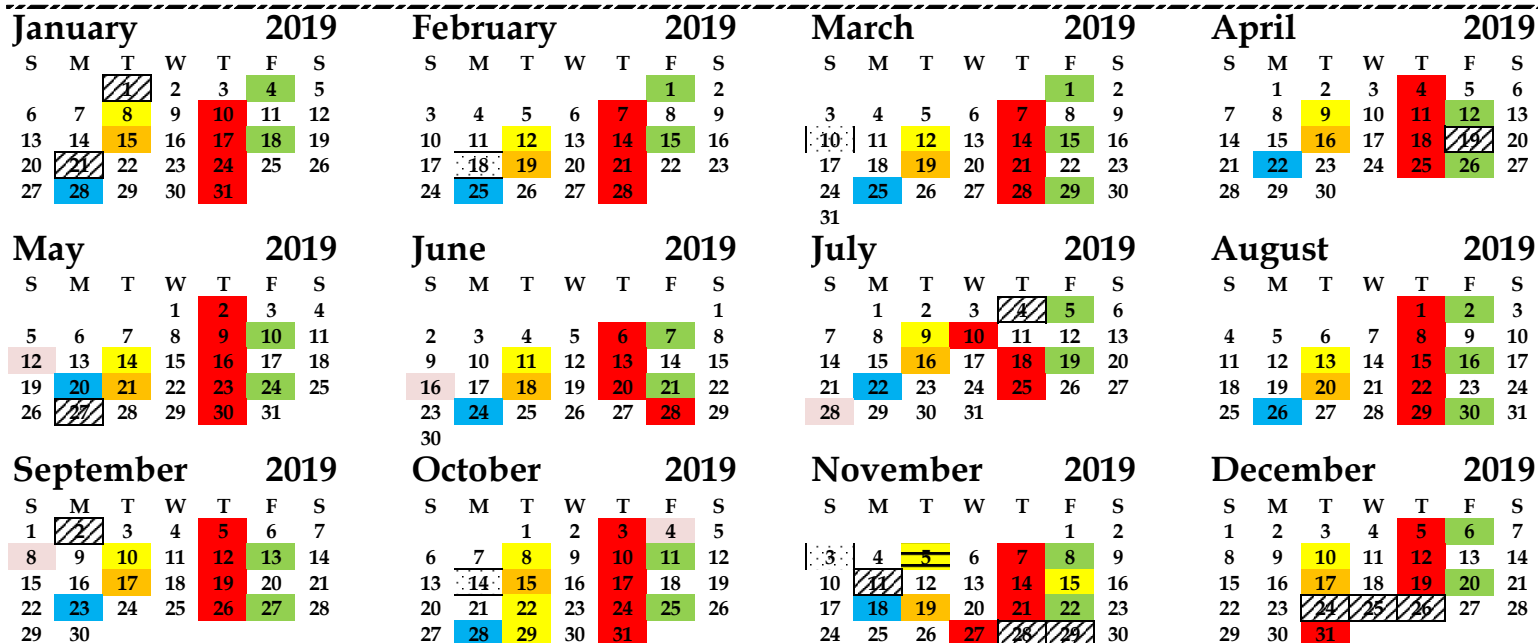 January 2019 February 2019 March 2019 April 2019
S M T W T F S S M T W T F S S M T W T F S S M T W T F S
1 2 3 4 5 1 2 1 2 1 2 3 4 5 6
6 7 8 9 10 11 12 3 4 5 6 7 8 9 3 4 5 6 7 8 9 7 8 9 10 11 12 13
13 14 15 16 17 18 19 10 11 12 13 14 15 16 10 11 12 13 14 15 16 14 15 16 17 18 19 20
20 21 22 23 24 25 26 17 18 19 20 21 22 23 17 18 19 20 21 22 23 21 22 23 24 25 26 27
27 28 29 30 31 24 25 26 27 28 24 25 26 27 28 29 30 28 29 30
31
May 2019 June 2019 July 2019 August 2019
S M T W T F S S M T W T F S S M T W T F S S M T W T F S
1 2 3 4 1 1 2 3 4 5 6 1 2 3
5 6 7 8 9 10 11 2 3 4 5 6 7 8 7 8 9 10 11 12 13 4 5 6 7 8 9 10
12 13 14 15 16 17 18 9 10 11 12 13 14 15 14 15 16 17 18 19 20 11 12 13 14 15 16 17
19 20 21 22 23 24 25 16 17 18 19 20 21 22 21 22 23 24 25 26 27 18 19 20 21 22 23 24
26 27 28 29 30 31 23 24 25 26 27 28 29 28 29 30 31 25 26 27 28 29 30 31
30
September 2019 October 2019 November 2019 December 2019
S M T W T F S S M T W T F S S M T W T F S S M T W T F S
1 2 3 4 5 6 7 1 2 3 4 5 1 2 1 2 3 4 5 6 7
8 9 10 11 12 13 14 6 7 8 9 10 11 12 3 4 5 6 7 8 9 8 9 10 11 12 13 14
15 16 17 18 19 20 21 13 14 15 16 17 18 19 10 11 12 13 14 15 16 15 16 17 18 19 20 21
22 23 24 25 26 27 28 20 21 22 23 24 25 26 17 18 19 20 21 22 23 22 23 24 25 26 27 28
29 30 27 28 29 30 31 24 25 26 27 28 29 30 29 30 31